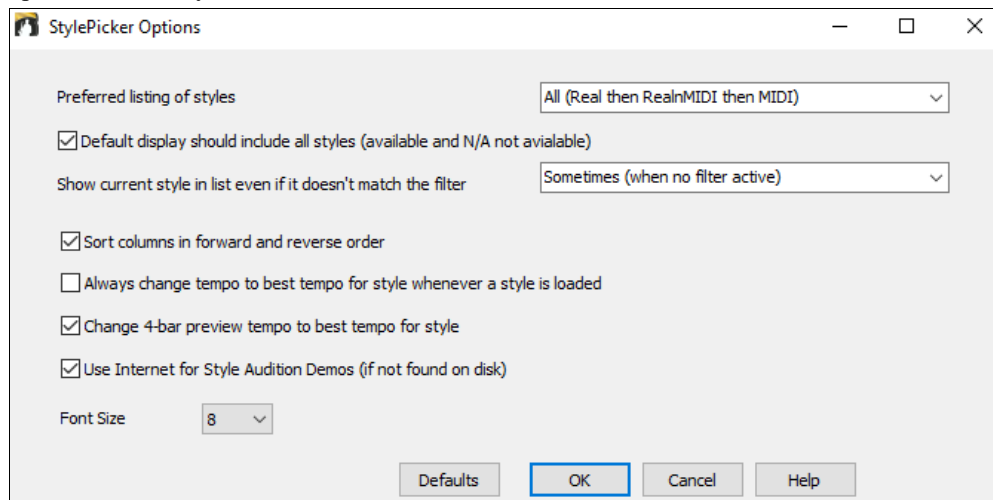 StylePicker Options
Preferred listing of styles
All (Real then RealnMIDI then MIDI)
Default display should include all styles (available and N/A not avialable)
Show current style in list even if it doesn't match the filter
Sometimes (when no filter active)
Sort columns in forward and reverse order
Always change tempo to best tempo for style whenever a style is loaded
Change 4-bar preview tempo to best tempo for style
Use Internet for Style Audition Demos (if not found on disk)
Font Size
8
Defaults
OK
Cancel
Help